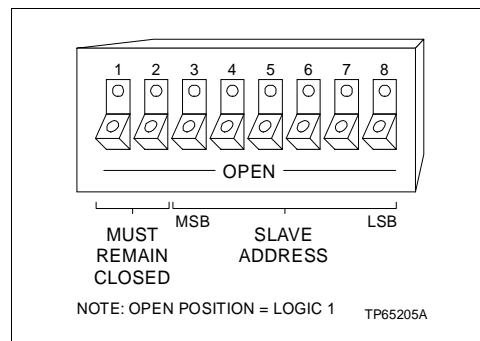 1 2 3 4 5 6 7 8
OPEN
MSB LSB
MUST
REMAIN
CLOSED
SLAVE
ADDRESS
NOTE: OPEN POSITION = LOGIC 1
TP65205A